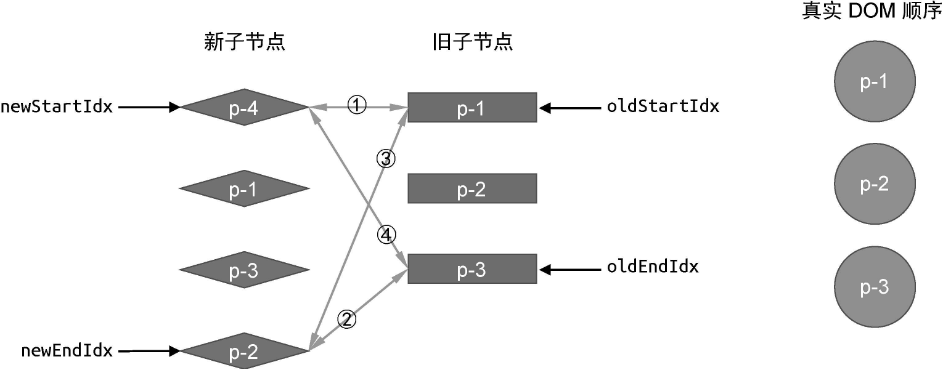 真实 DOM 顺序
新子节点
旧子节点
newStartIdx
p-4
①
p-1
oldStartIdx
p-1
③
p-1
p-2
p-2
④
p-3
p-3
oldEndIdx
p-3
②
newEndIdx
p-2